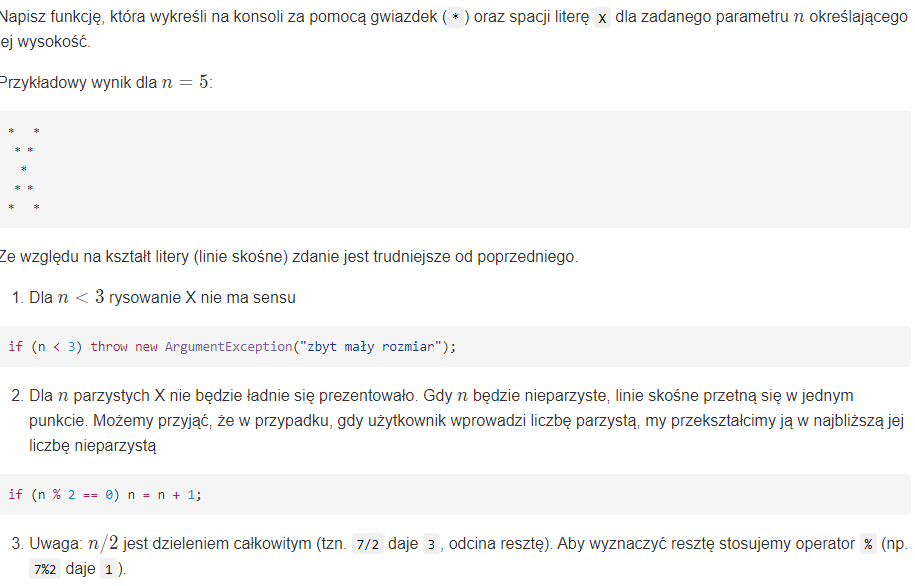 Napisz funkcję, która wykreśli na konsoli za pomocą gwiazdek ( * ) oraz spacji literę X dla zadanego parametru n określającego
jej wysokość.
Przykładowy wynik dla n = 5:
*   *
 * *
  *
 * *
*   *
Ze względu na kształt litery (linie skośne) zdanie jest trudniejsze od poprzedniego.
1. Dla n < 3 rysowanie X nie ma sensu
if (n < 3) throw new ArgumentException("zbyt mały rozmiar");
2. Dla n parzystych X nie będzie ładnie się prezentowało. Gdy n będzie nieparzyste, linie skośne przetną się w jednym
punkcie. Możemy przyjąć, że w przypadku, gdy użytkownik wprowadzi liczbę parzystą, my przekształcimy ją w najbliższą jej
liczbę nieparzystą
if (n % 2 == 0) n = n + 1;
3. Uwaga: n/2 jest dzieleniem całkowitym (tzn. 7/2 daje 3 , odcina resztę). Aby wyznaczyć resztę stosujemy operator % (np.
7%2 daje 1 ).